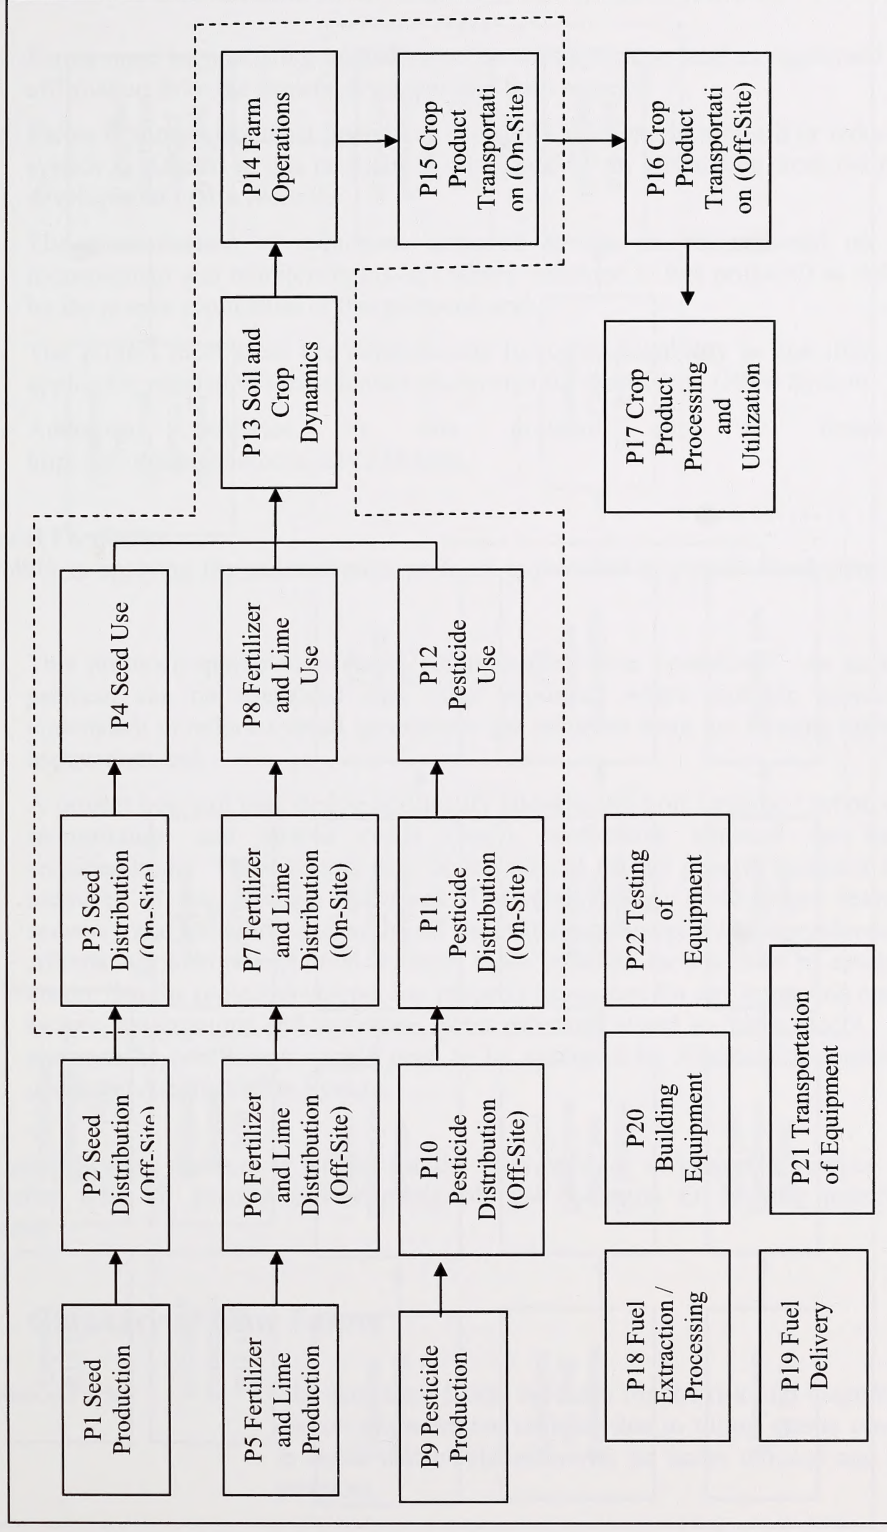 P1 Seed
Production
P2 Seed
Distribution
(Off-Site)
P3 Seed
Distribution
(On-Site)
P4 Seed Use
P5 Fertilizer
and Lime
Production
P6 Fertilizer
and Lime
Distribution
(Off-Site)
P7 Fertilizer
and Lime
Distribution
(On-Site)
P8 Fertilizer
and Lime
Use
P9 Pesticide
Production
P10
Pesticide
Distribution
(Off-Site)
P11
Pesticide
Distribution
(On-Site)
P12
Pesticide
Use
P13 Soil and
Crop
Dynamics
P14 Farm
Operations
P15 Crop
Product
Transportati
on (On-Site)
P16 Crop
Product
Transportati
on (Off-Site)
P17 Crop
Product
Processing
and
Utilization
P18 Fuel
Extraction /
Processing
P19 Fuel
Delivery
P20
Building
Equipment
P21 Transportation
of Equipment
P22 Testing
of
Equipment